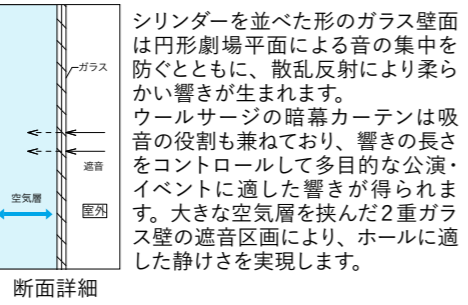 ガラス
遮音
空気層
屋外
断面詳細
シリンダーを並べた形のガラス壁面
は円形劇場平面による音の集中を
防ぐとともに、散乱反射により柔ら
かい響きが生まれます。
ウールサージの暗幕カーテンは吸
音の役割も兼ねており、響きの長さ
をコントロールして多目的な公演・
イベントに適した響きが得られま
す。大きな空気層を挟んだ2重ガラ
ス壁の遮音区画により、ホールに適
した静けさを実現します。